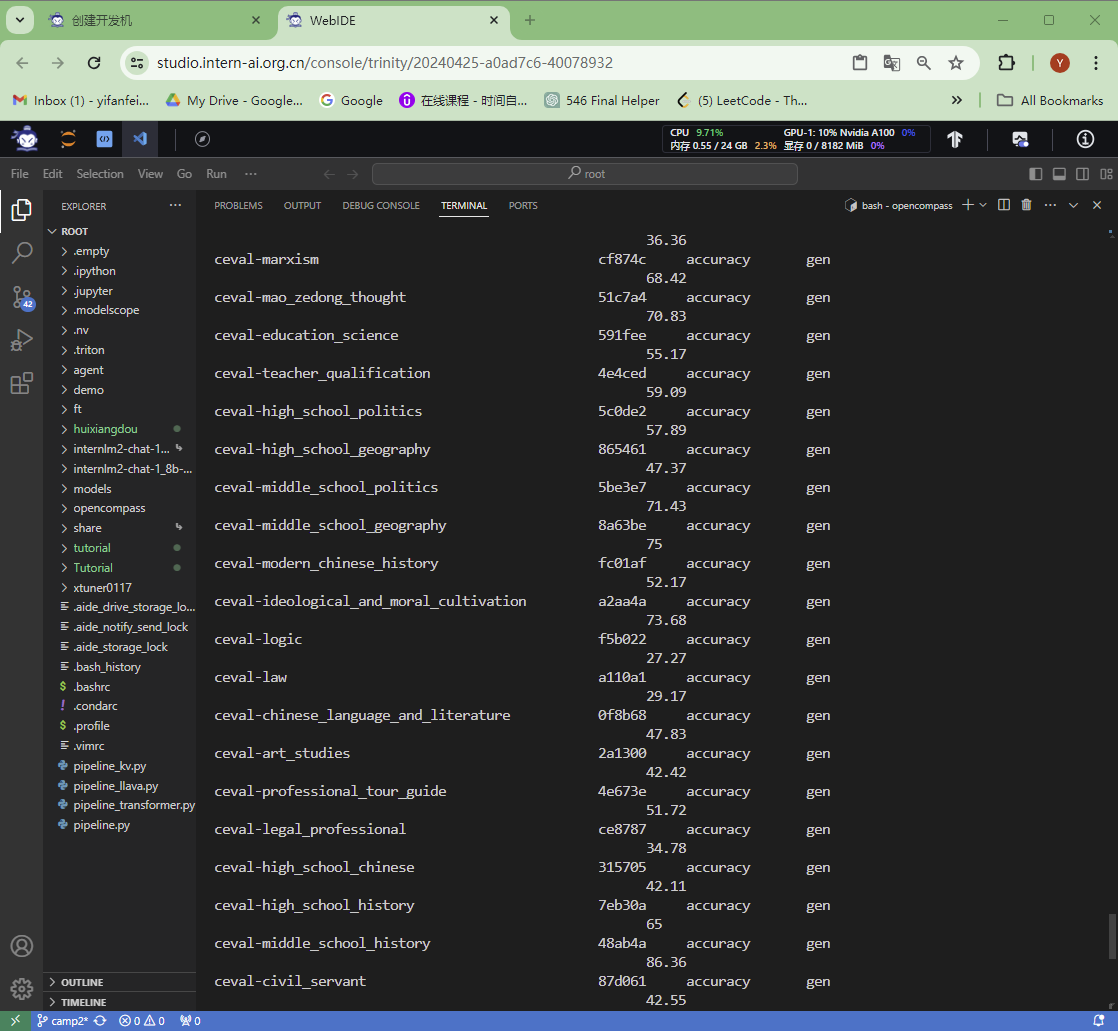 创建开发机
WebIDE
studio.intern-ai.org.cn/console/trinity/20240425-a0ad7c6-40078932
Y
Inbox (1) - yifanfei...
My Drive - Google...
Google
在线课程 - 时间自...
546 Final Helper
(5) LeetCode - Th...
All Bookmarks
CPU 9.71%
GPU-1: 10% Nvidia A100 0%
内存 0.55 / 24 GB 2.3%
显存 0 / 8182 MiB 0%
File Edit Selection View Go Run ...
root
EXPLORER
PROBLEMS OUTPUT DEBUG CONSOLE TERMINAL PORTS
bash - opencompass
ROOT
.empty
.ipython
.jupyter
.modelscope
.nv
.triton
agent
demo
ft
huixiangdou
internlm2-chat-1...
internlm2-chat-1_8b-...
models
opencompass
share
tutorial
Tutorial
xtuner0117
.aide_drive_storage_lo...
.aide_notify_send_lock
.aide_storage_lock
.bash_history
$ .bashrc
! .condarc
$ .profile
.vimrc
pipeline_kv.py
pipeline_llava.py
pipeline_transformer.py
pipeline.py
OUTLINE
TIMELINE
42
36.36
ceval-marxism cf874c accuracy gen
68.42
ceval-mao_zedong_thought 51c7a4 accuracy gen
70.83
ceval-education_science 591fee accuracy gen
55.17
ceval-teacher_qualification 4e4ced accuracy gen
59.09
ceval-high_school_politics 5c0de2 accuracy gen
57.89
ceval-high_school_geography 865461 accuracy gen
47.37
ceval-middle_school_politics 5be3e7 accuracy gen
71.43
ceval-middle_school_geography 8a63be accuracy gen
75
ceval-modern_chinese_history fc01af accuracy gen
52.17
ceval-ideological_and_moral_cultivation a2aa4a accuracy gen
73.68
ceval-logic f5b022 accuracy gen
27.27
ceval-law a110a1 accuracy gen
29.17
ceval-chinese_language_and_literature 0f8b68 accuracy gen
47.83
ceval-art_studies 2a1300 accuracy gen
42.42
ceval-professional_tour_guide 4e673e accuracy gen
51.72
ceval-legal_professional ce8787 accuracy gen
34.78
ceval-high_school_chinese 315705 accuracy gen
42.11
ceval-high_school_history 7eb30a accuracy gen
65
ceval-middle_school_history 48ab4a accuracy gen
86.36
ceval-civil_servant 87d061 accuracy gen
42.55
camp2* 0 0 0